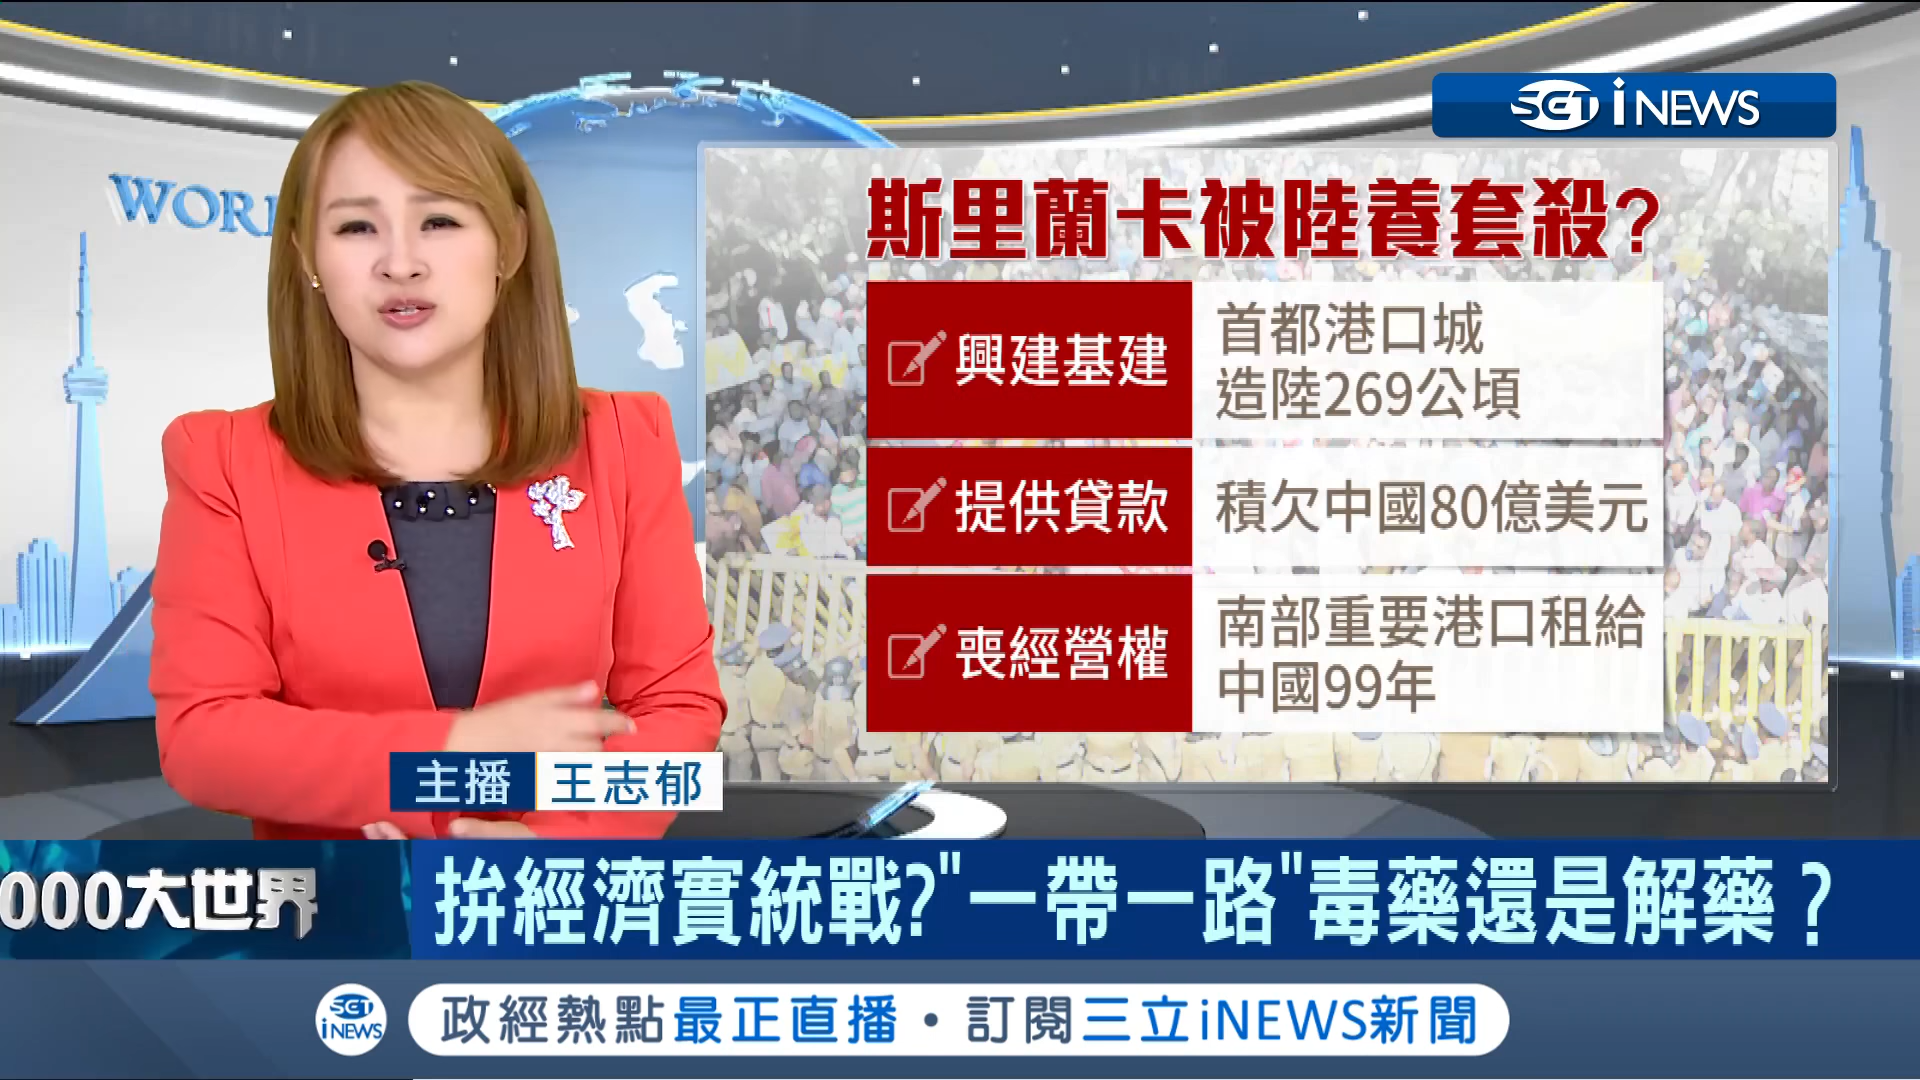 SET iNEWS
WORL
斯里蘭卡被陸養套殺?
興建基建
首都港口城
造陸269公頃
提供貸款
積欠中國80億美元
喪經營權
南部重要港口租給
中國99年
主播 王志郁
000大世界
拚經濟實統戰?"一帶一路"毒藥還是解藥？
SET iNEWS
政經熱點最正直播・訂閱三立iNEWS新聞